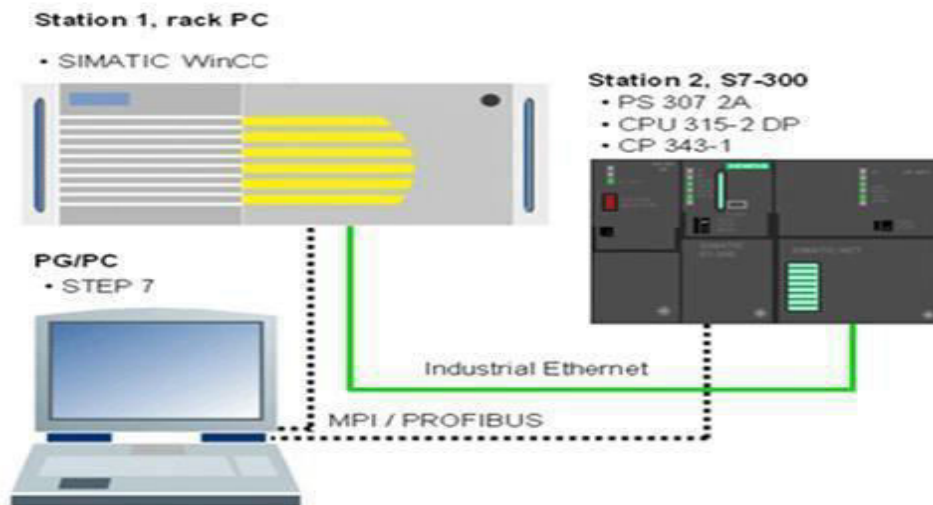 Station 1, rack PC
• SIMATIC WinCC
Station 2, S7-300
• PS 307 2A
• CPU 315-2 DP
• CP 343-1
SIEMENS
PG/PC
• STEP 7
Industrial Ethernet
MPI / PROFIBUS